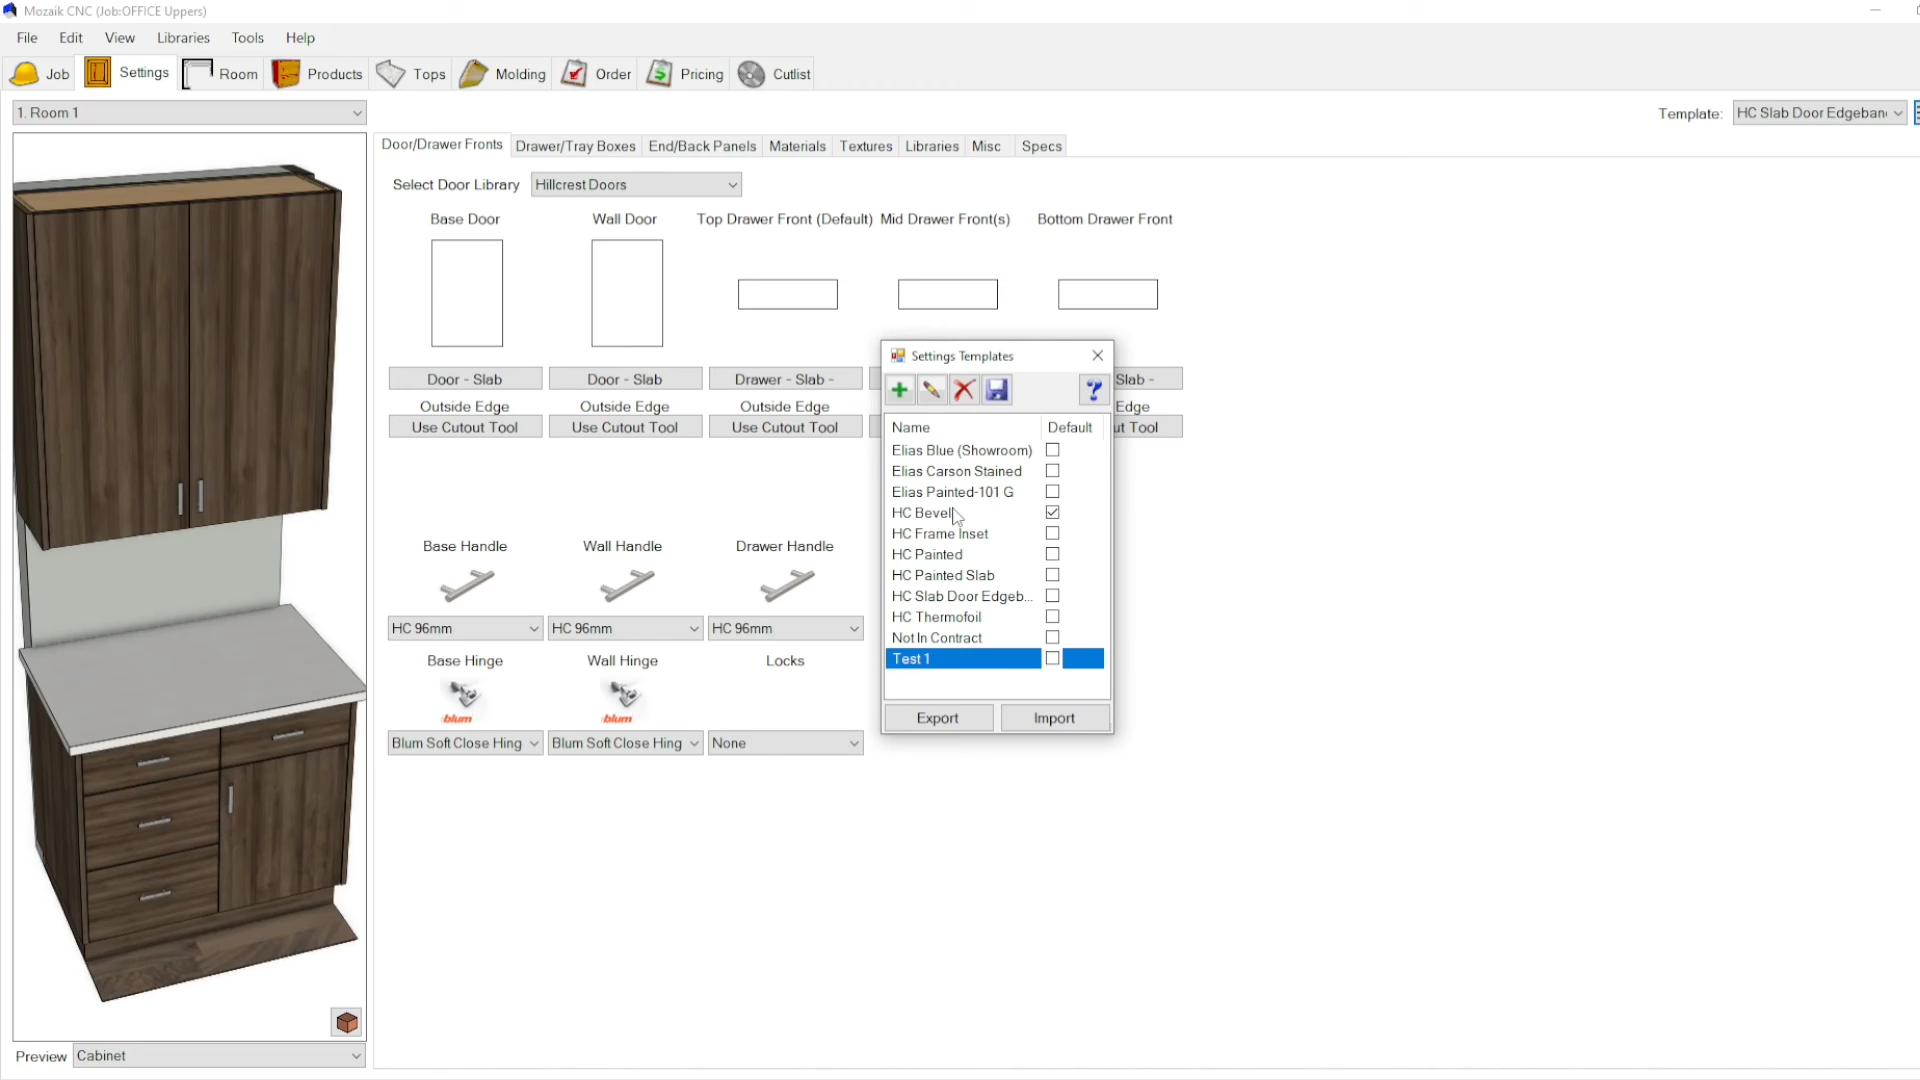 Mozaik CNC (Job:OFFICE Uppers)
File Edit View Libraries Tools Help
Job Settings Room Products Tops Molding Order Pricing Cutlist
1. Room 1
Template: HC Slab Door Edgeban
Door/Drawer Fronts Drawer/Tray Boxes End/Back Panels Materials Textures Libraries Misc Specs
Select Door Library Hillcrest Doors
Base Door Wall Door Top Drawer Front (Default) Mid Drawer Front(s) Bottom Drawer Front
Door - Slab Door - Slab Drawer - Slab - Slab -
Outside Edge Outside Edge Outside Edge Edge
Use Cutout Tool Use Cutout Tool Use Cutout Tool ut Tool
Base Handle Wall Handle Drawer Handle
HC 96mm HC 96mm HC 96mm
Base Hinge Wall Hinge Locks
blum blum
Blum Soft Close Hing Blum Soft Close Hing None
Settings Templates
Name Default
Elias Blue (Showroom)
Elias Carson Stained
Elias Painted-101 G
HC Bevel
HC Frame Inset
HC Painted
HC Painted Slab
HC Slab Door Edgeb...
HC Thermofoil
Not In Contract
Test 1
Export Import
Preview Cabinet